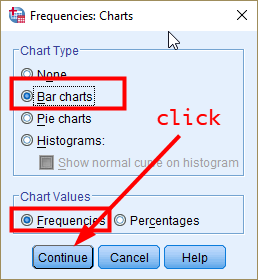 Frequencies: Charts
Chart Type
None
Bar charts
Pie charts
click
Histograms:
Show normal curve on histogram
Chart Values
Frequencies Percentages
Continue Cancel Help